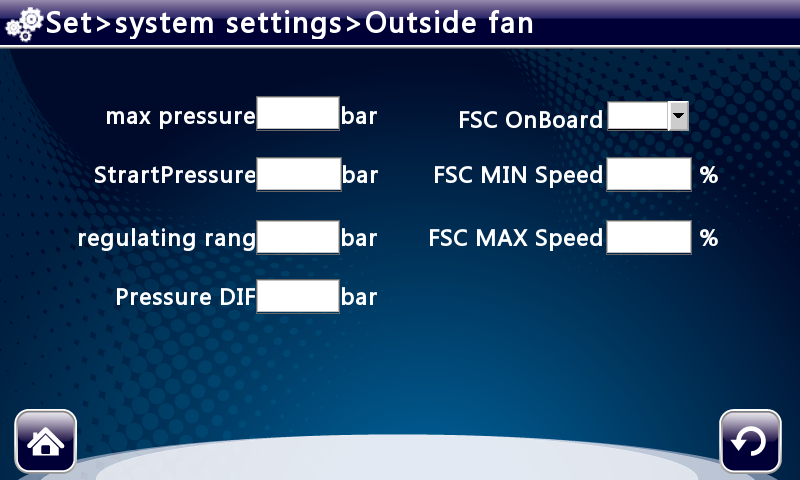 Set>system settings>Outside fan
max pressure bar
FSC OnBoard
StrartPressure bar
FSC MIN Speed %
regulating rang bar
FSC MAX Speed %
Pressure DIF bar